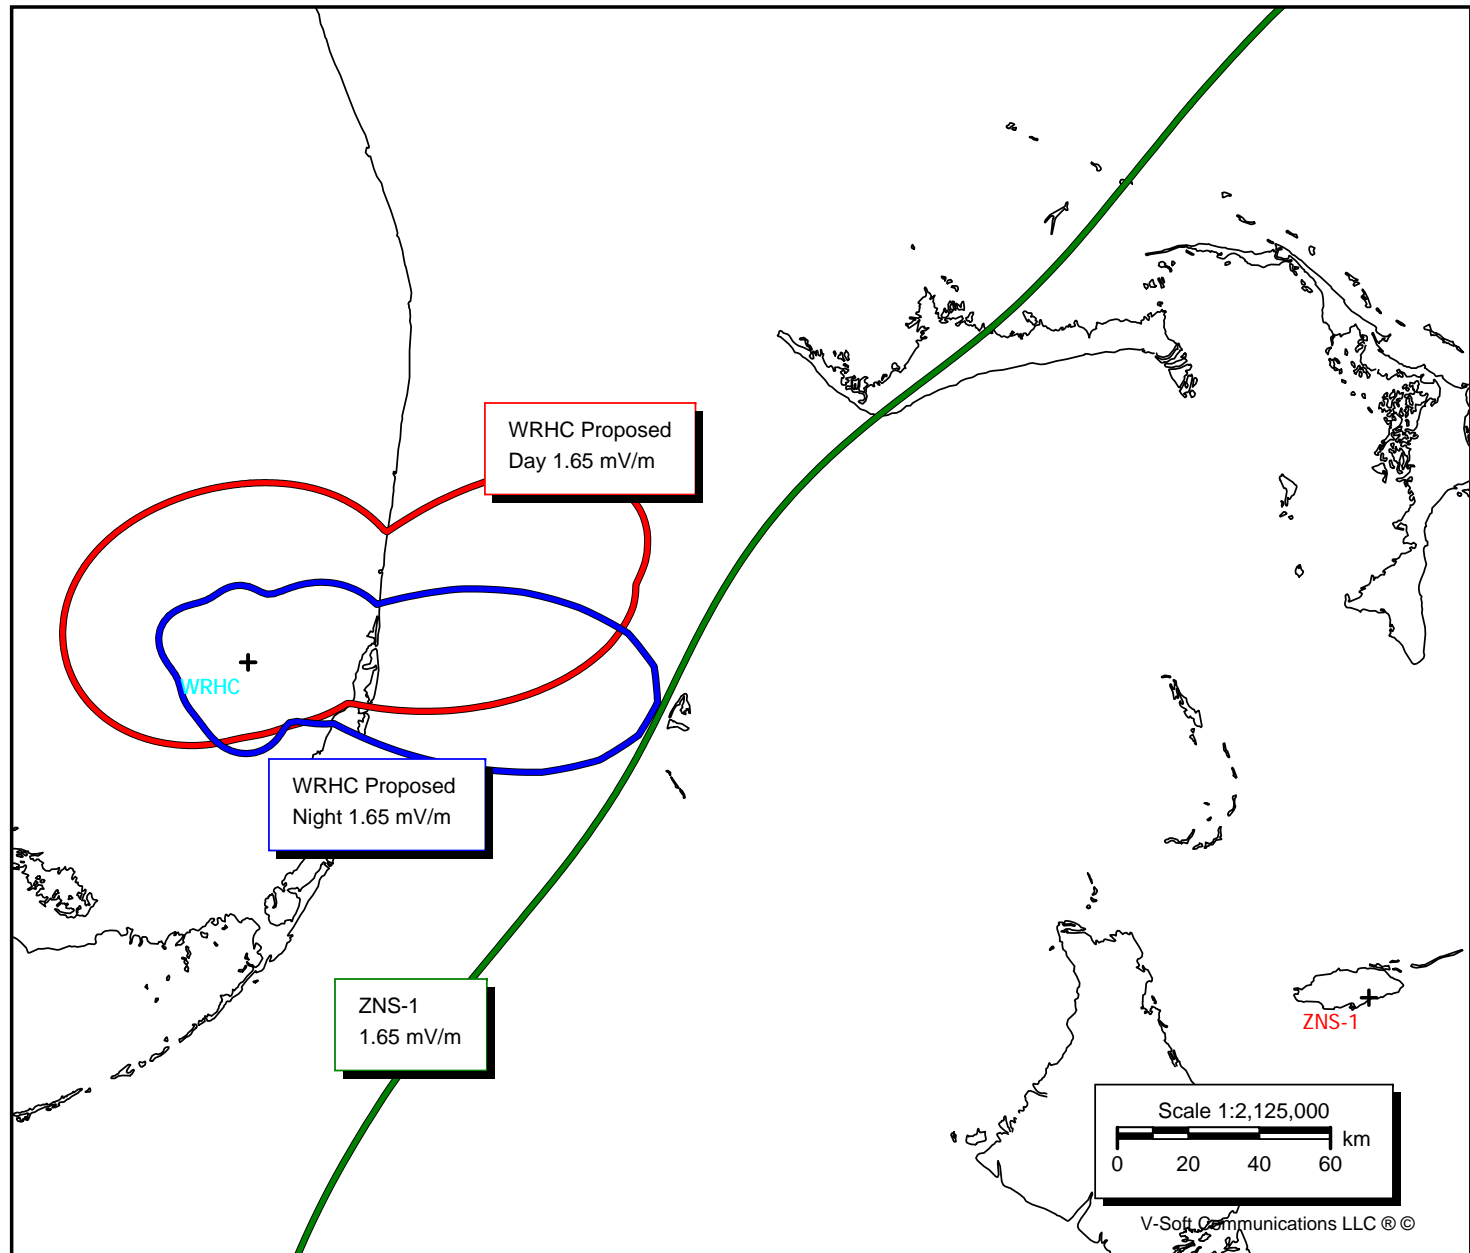 WRHC Proposed
Day 1.65 mV/m
WRHC
WRHC Proposed
Night 1.65 mV/m
ZNS-1
1.65 mV/m
ZNS-1
Scale 1:2,125,000
km
0 20 40 60
V-Soft Communications LLC ® ©